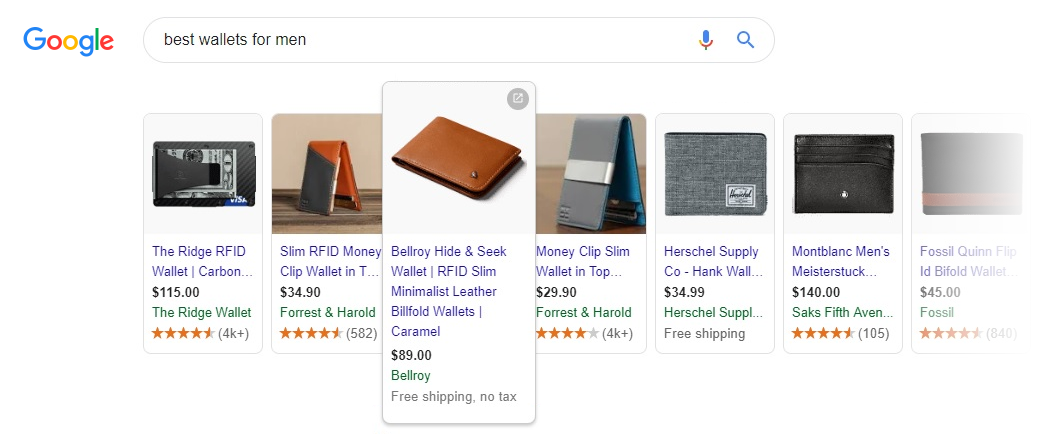 Google
best wallets for men
VISA
The Ridge RFID
Wallet | Carbon...
$115.00
The Ridge Wallet
(4k+)
Slim RFID Money
Clip Wallet in T...
$34.90
Forrest & Harold
(582)
Bellroy Hide & Seek
Wallet | RFID Slim
Minimalist Leather
Billfold Wallets |
Caramel
$89.00
Bellroy
Free shipping, no tax
Money Clip Slim
Wallet in Top...
$29.90
Forrest & Harold
(4k+)
Herschel
Herschel Supply
Co - Hank Wall...
$34.99
Herschel Suppl...
Free shipping
Montblanc Men's
Meisterstuck...
$140.00
Saks Fifth Aven...
(105)
Fossil Quinn Flip
Id Bifold Wallet...
$45.00
Fossil
(840)